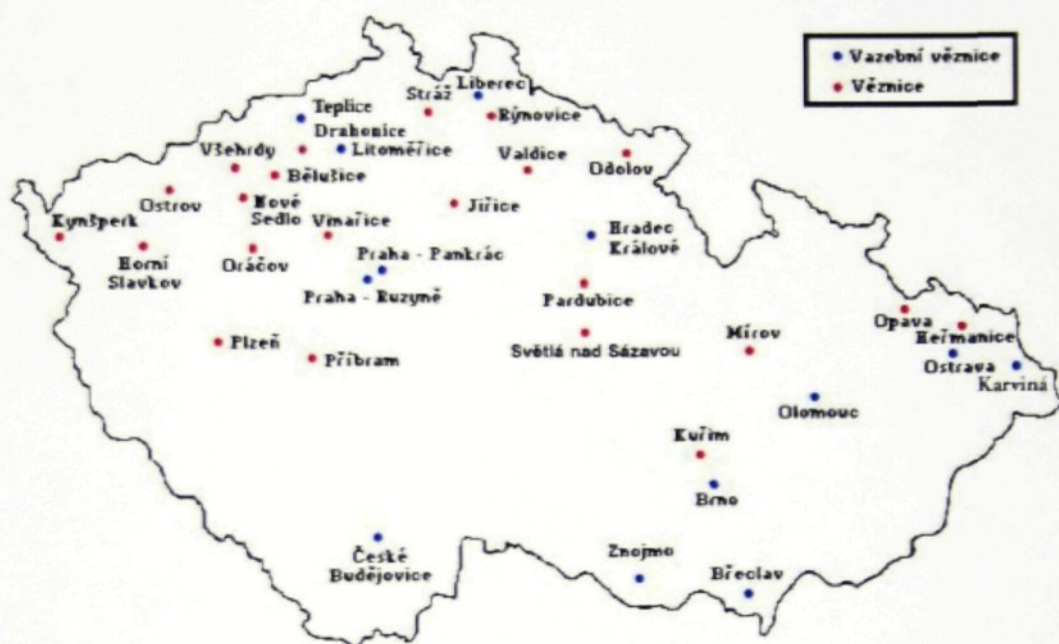 Vazební věznice
Věznice
Liberec
Stráž
Teplice
Rýnovice
Drahonice
Všehrdy
Litoměřice
Valdice
Odolov
Bělušice
Ostrov
Nové
Sedlo
Jiřice
Kynšperk
Vinařice
Hradec
Králové
Horní
Slavkov
Oráčov
Praha - Pankrác
Praha - Ruzyně
Pardubice
Opava
Heřmanice
Plzeň
Příbram
Světlá nad Sázavou
Mírov
Ostrava
Karviná
Olomouc
Kuřim
Brno
České
Budějovice
Znojmo
Břeclav